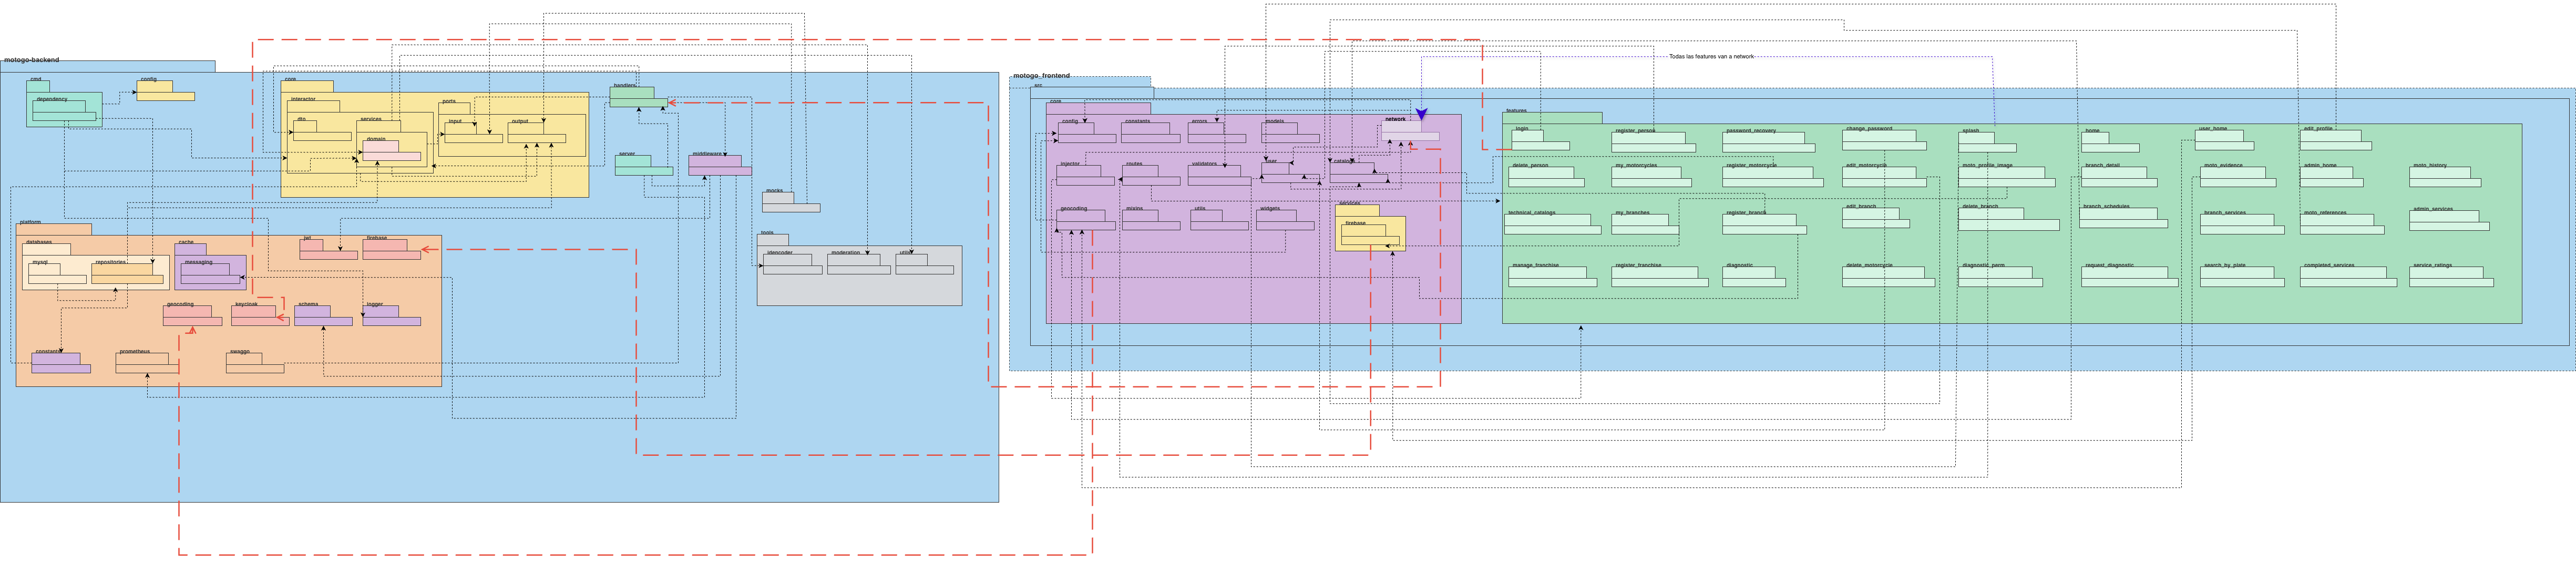 motogo-backend
cmd
dependency
config
core
interactor
dtn
services
domain
ports
input
output
handlers
server
middleware
mocks
tools
idencoder
moderation
utils
platform
databases
mysql
repositories
cache
messaging
jwt
firebase
geocoding
keycloak
schema
logger
constants
prometheus
swaggo
motogo_frontend
src
core
config
constants
errors
models
network
injector
routes
validators
user
catalogs
geocoding
mixins
utils
widgets
services
firebase
Todas las features van a network
features
login
register_person
password_recovery
change_password
splash
home
user_home
edit_profile
delete_person
my_motorcycles
register_motorcycle
edit_motorcycle
moto_profile_image
branch_detail
moto_evidence
admin_home
moto_history
technical_catalogs
my_branches
register_branch
edit_branch
delete_branch
branch_schedules
branch_services
moto_references
admin_services
manage_franchise
register_franchise
diagnostic
delete_motorcycle
diagnostic_perm
request_diagnostic
search_by_plate
completed_services
service_ratings